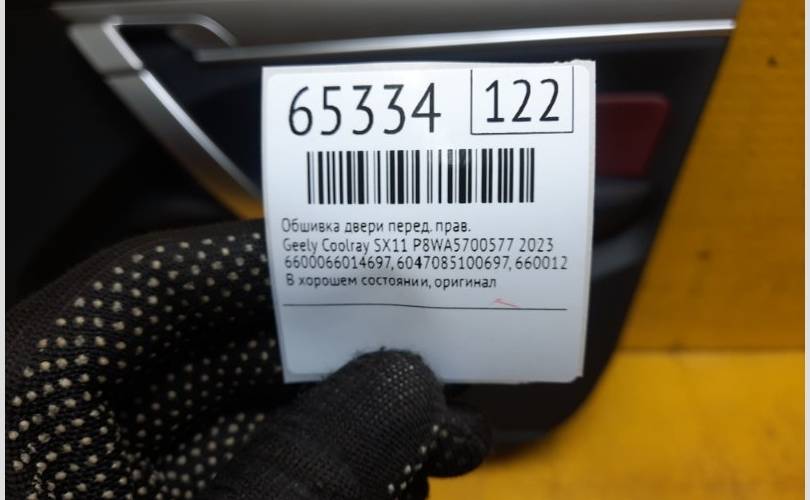 65334 122
Обшивка двери перед. прав.
Geely Coolray SX11 P8WA5700577 2023
6600066014697, 6047085100697, 660012
В хорошем состоянии, оригинал